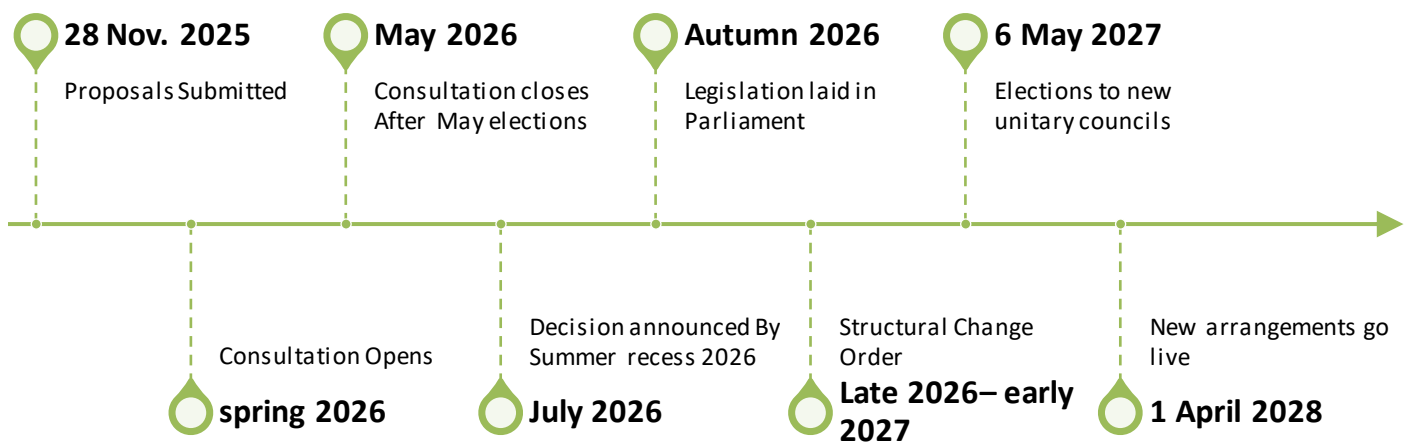 28 Nov. 2025
Proposals Submitted
May 2026
Consultation closes
After May elections
Autumn 2026
Legislation laid in
Parliament
6 May 2027
Elections to new
unitary councils
Consultation Opens
spring 2026
Decision announced By
Summer recess 2026
July 2026
Structural Change
Order
Late 2026– early
2027
New arrangements go
live
1 April 2028